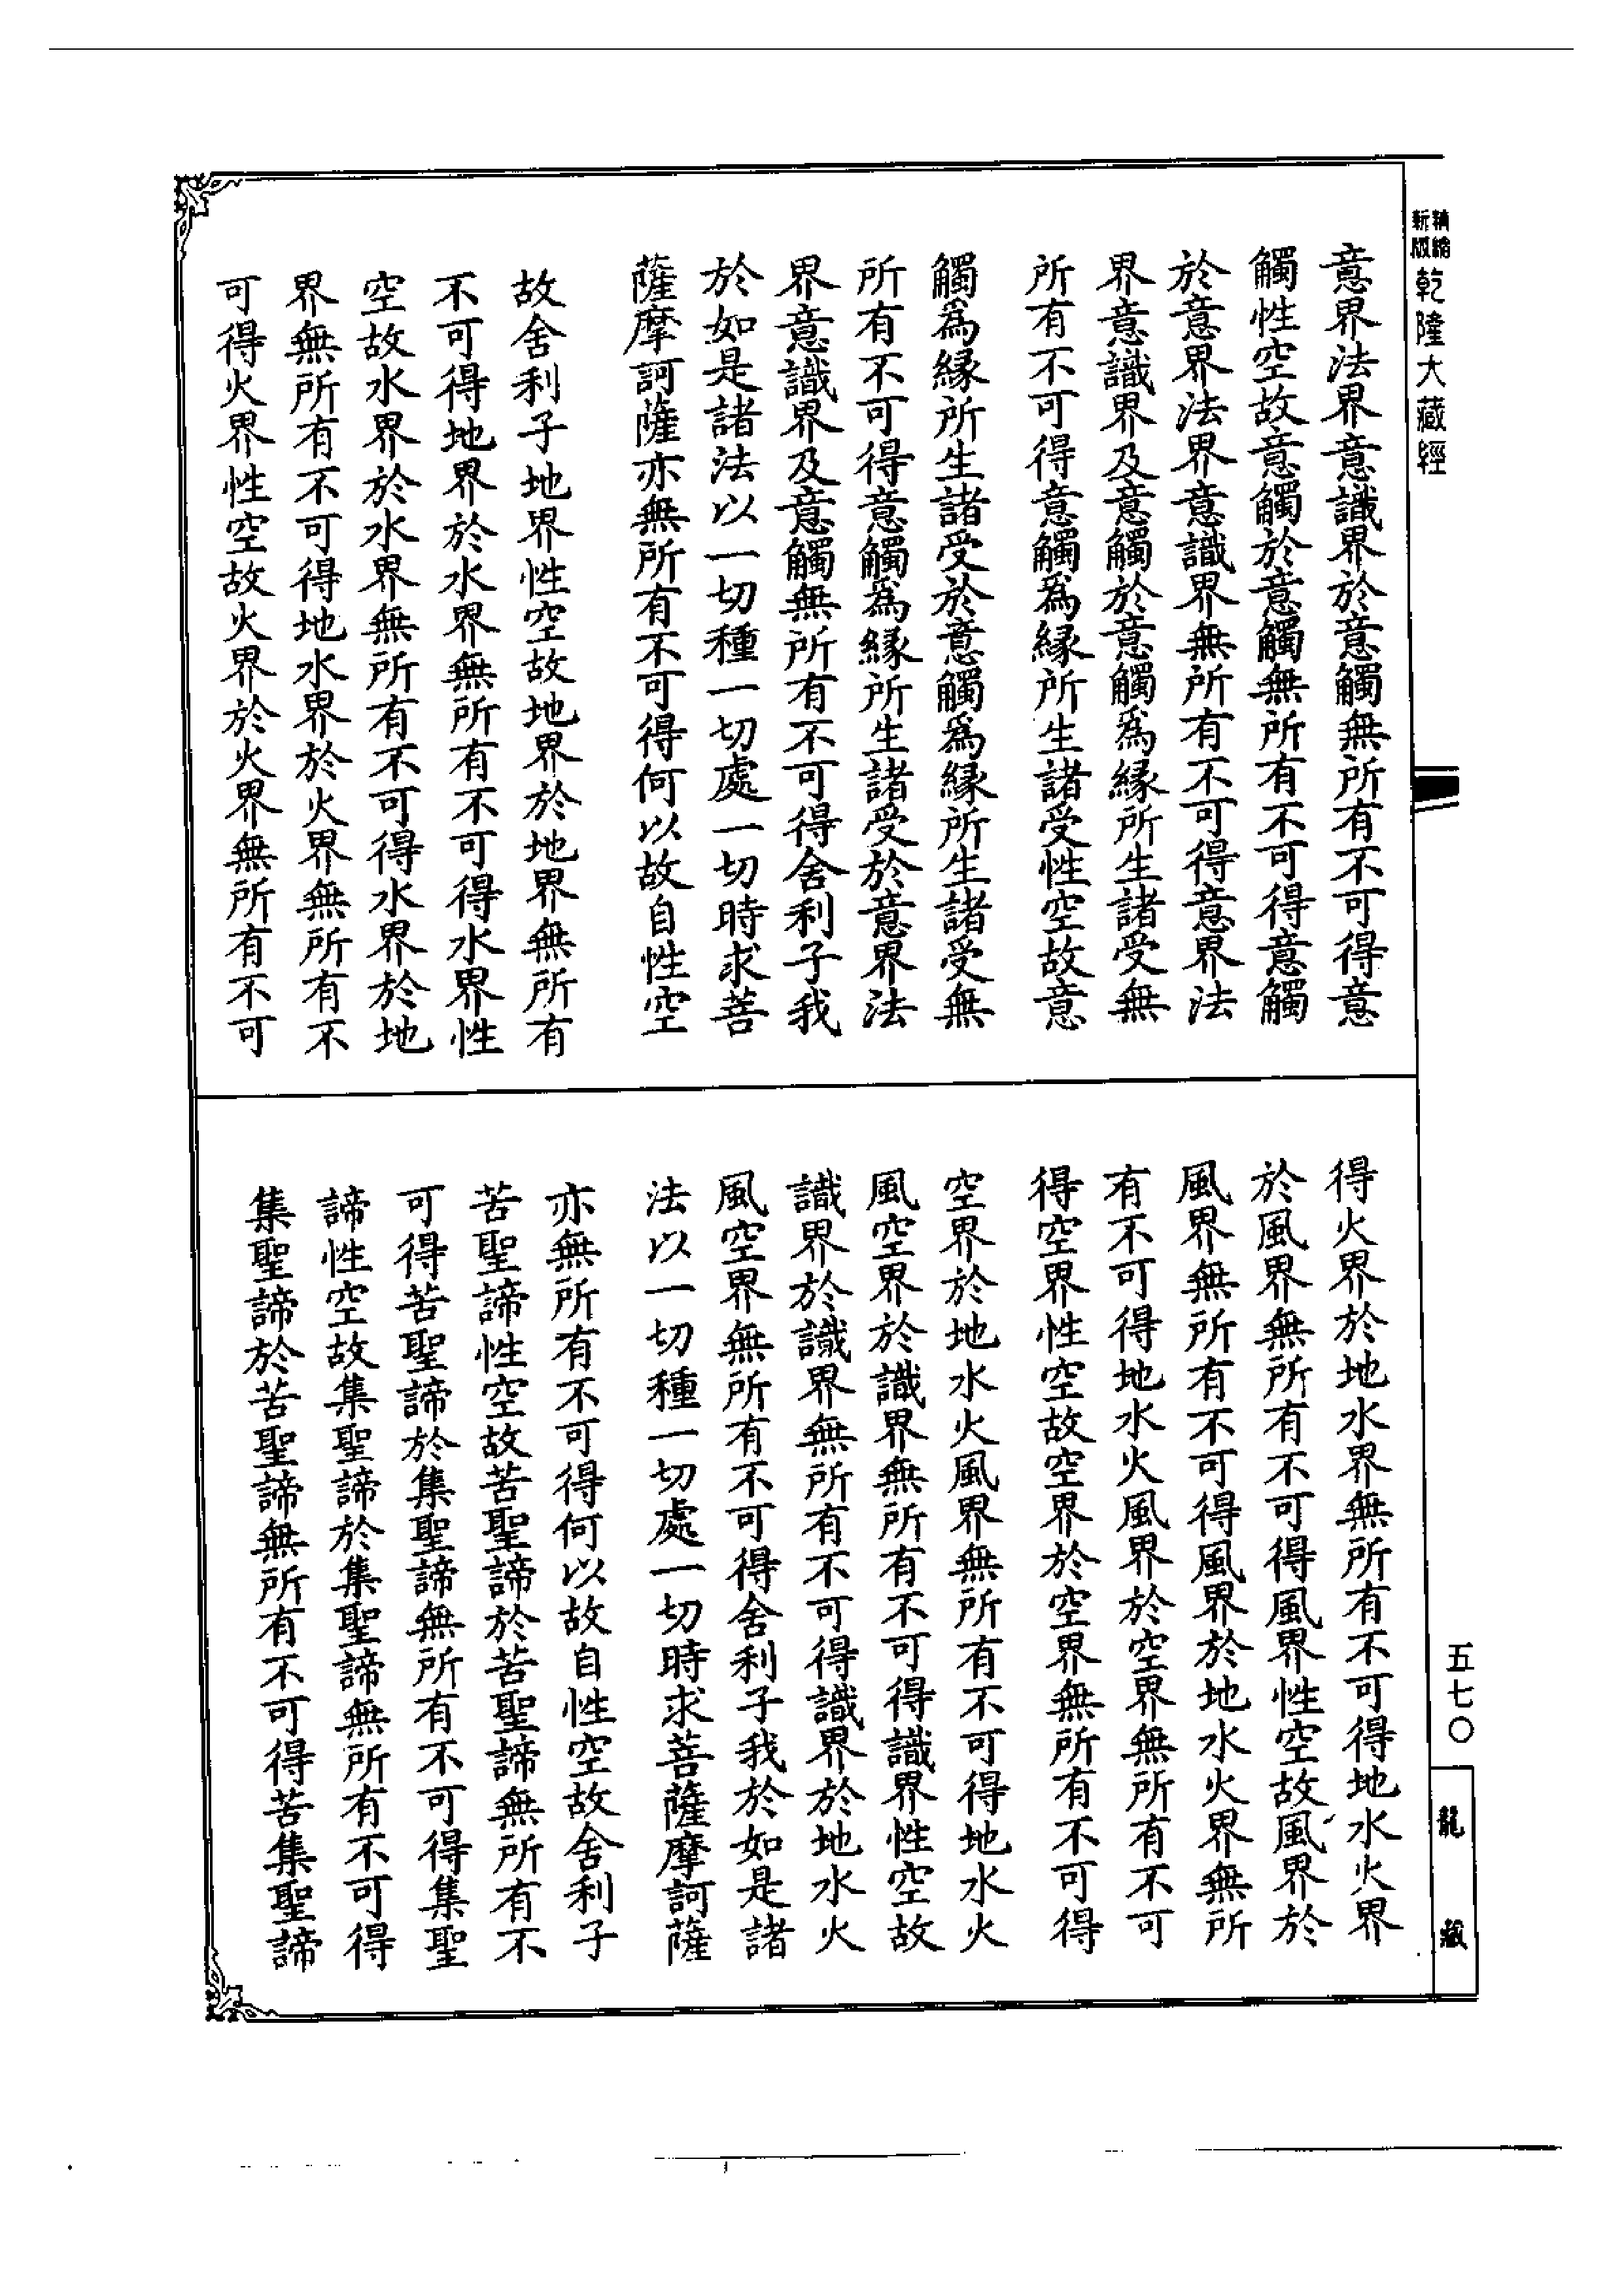 精縮
新版
乾隆大藏經
意界法界意識界於意觸無所有不可得意
觸性空故意觸於意觸無所有不可得意觸
於意界法界意識界無所有不可得意界法
界意識界及意觸於意觸爲緣所生諸受無
所有不可得意觸爲緣所生諸受性空故意
觸爲緣所生諸受於意觸爲緣所生諸受無
所有不可得意觸爲緣所生諸受於意界法
界意識界及意觸無所有不可得舍利子我
於如是諸法以一切種一切處一切時求菩
薩摩訶薩亦無所有不可得何以故自性空
故舍利子地界性空故地界於地界無所有
不可得地界於水界無所有不可得水界性
空故水界於水界無所有不可得水界於地
界無所有不可得地水界於火界無所有不
可得火界性空故火界於火界無所有不可
得火界於地水界無所有不可得地水火界
於風界無所有不可得風界性空故風界於
風界無所有不可得風界於地水火界無所
有不可得地水火風界於空界無所有不可
得空界性空故空界於空界無所有不可得
空界於地水火風界無所有不可得地水火
風空界於識界無所有不可得識界性空故
識界於識界無所有不可得識界於地水火
風空界無所有不可得舍利子我於如是諸
法以一切種一切處一切時求菩薩摩訶薩
亦無所有不可得何以故自性空故舍利子
苦聖諦性空故苦聖諦於苦聖諦無所有不
可得苦聖諦於集聖諦無所有不可得集聖
諦性空故集聖諦於集聖諦無所有不可得
集聖諦於苦聖諦無所有不可得苦集聖諦
五七〇
龍藏